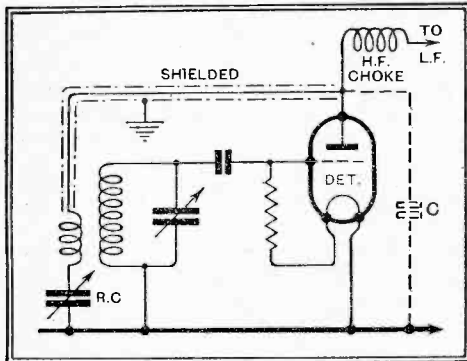 TO
L.F.
H.F.
CHOKE
SHIELDED
DET.
C
R.C